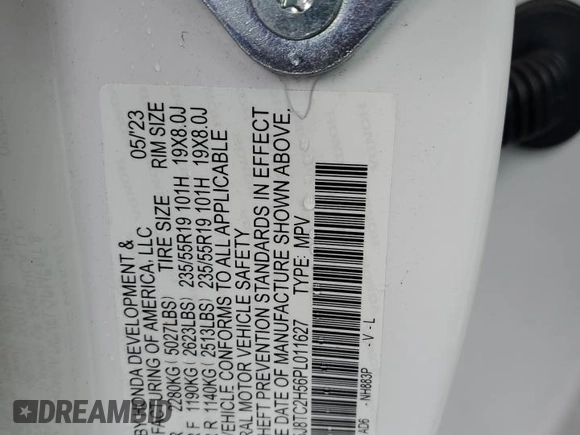 BY HONDA DEVELOPMENT &
OF AMERICA, LLC
05/'23
TIRE SIZE RIM SIZE
2280KG ( 5027LBS)
F 1190KG ( 2623LBS) 235/55R19 101H 19X8.0J
R 1140KG ( 2513LBS) 235/55R19 101H 19X8.0J
VEHICLE CONFORMS TO ALL APPLICABLE
MOTOR VEHICLE SAFETY
THEFT PREVENTION STANDARDS IN EFFECT
DATE OF MANUFACTURE SHOWN ABOVE.
J8TC2H56PL011627 TYPE: MPV
-NH883P -V-L
DREAMBID